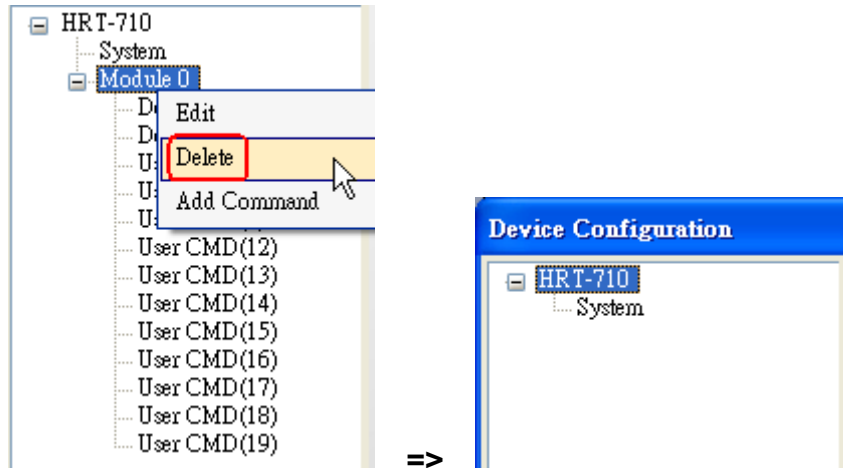 HRT-710
System
Module 0
Edit
Delete
Add Command
User CMD(12)
User CMD(13)
User CMD(14)
User CMD(15)
User CMD(16)
User CMD(17)
User CMD(18)
User CMD(19)
=>
Device Configuration
HRT-710
System